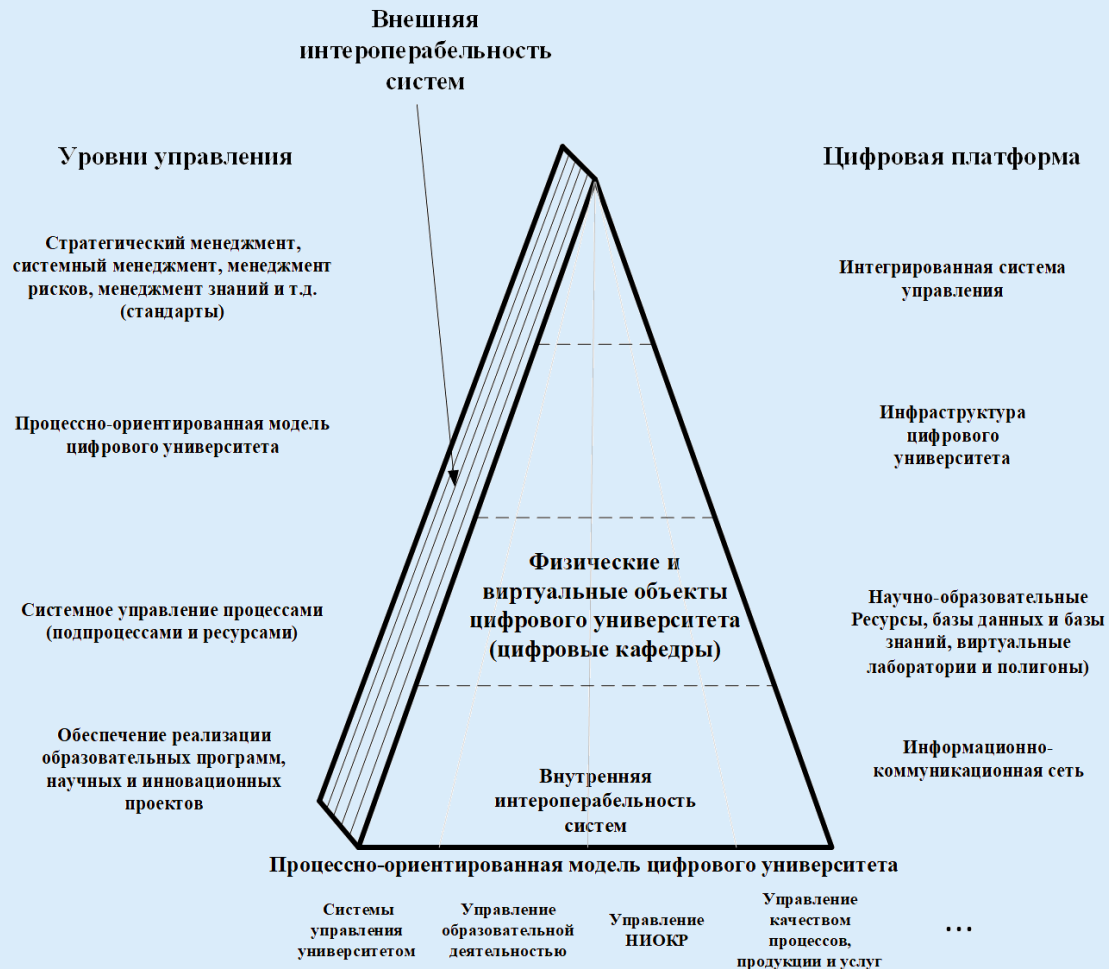 Внешняя
интероперабельность
систем
Уровни управления
Цифровая платформа
Стратегический менеджмент,
системный менеджмент, менеджмент
рисков, менеджмент знаний и т.д.
(стандарты)
Интегрированная система
управления
Процессно-ориентированная модель
цифрового университета
Инфраструктура
цифрового
университета
Физические и
виртуальные объекты
цифрового университета
(цифровые кафедры)
Системное управление процессами
(подпроцессами и ресурсами)
Научно-образовательные
Ресурсы, базы данных и базы
знаний, виртуальные
лаборатории и полигоны)
Обеспечение реализации
образовательных программ,
научных и инновационных
проектов
Информационно-
коммуникационная сеть
Внутренняя
интероперабельность
систем
Процессно-ориентированная модель цифрового университета
Системы
управления
университетом
Управление
образовательной
деятельностью
Управление
НИОКР
Управление
качеством
процессов,
продукции и услуг
...